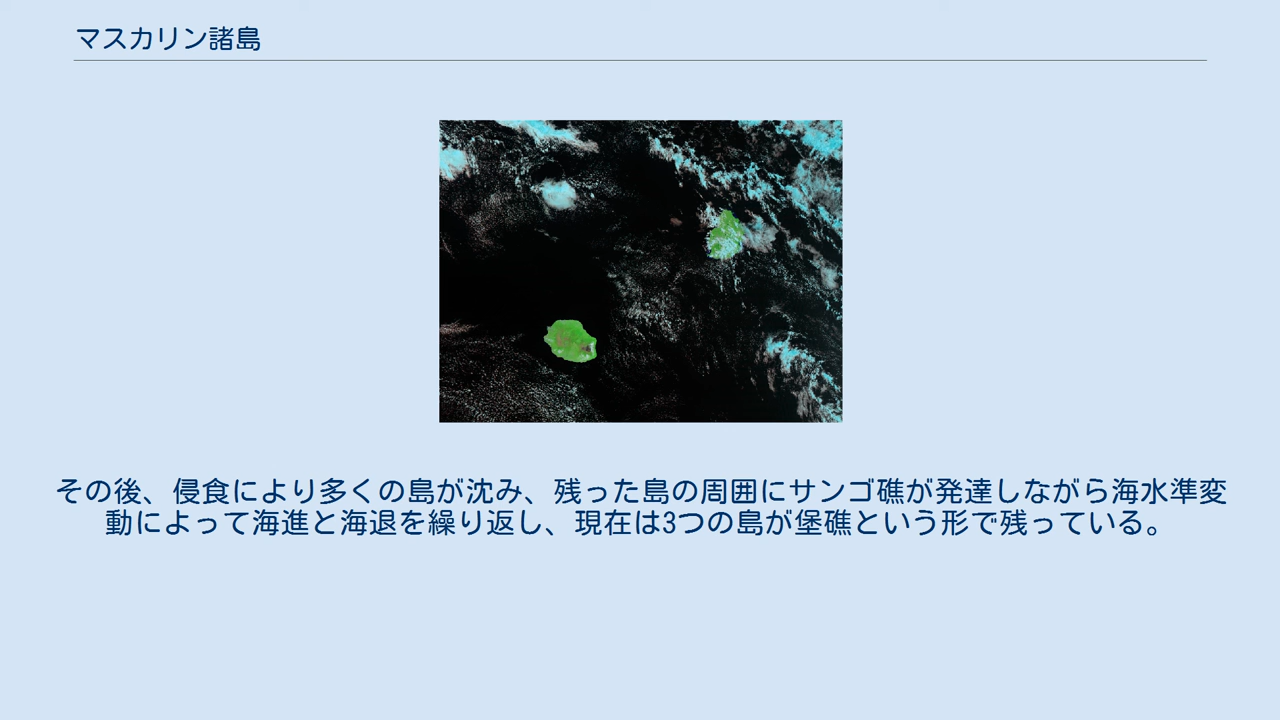 マスカリン諸島
その後、侵食により多くの島が沈み、残った島の周囲にサンゴ礁が発達しながら海水準変
動によって海進と海退を繰り返し、現在は3つの島が堡礁という形で残っている。